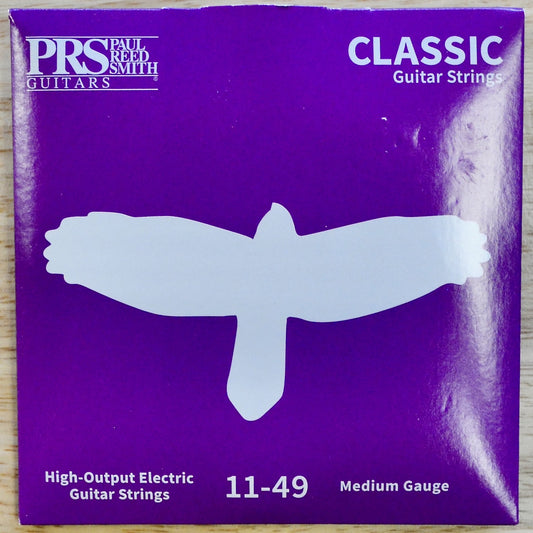 PRS PAUL REED SMITH
GUITARS ®
CLASSIC
Guitar Strings
High-Output Electric
Guitar Strings
11-49
Medium Gauge